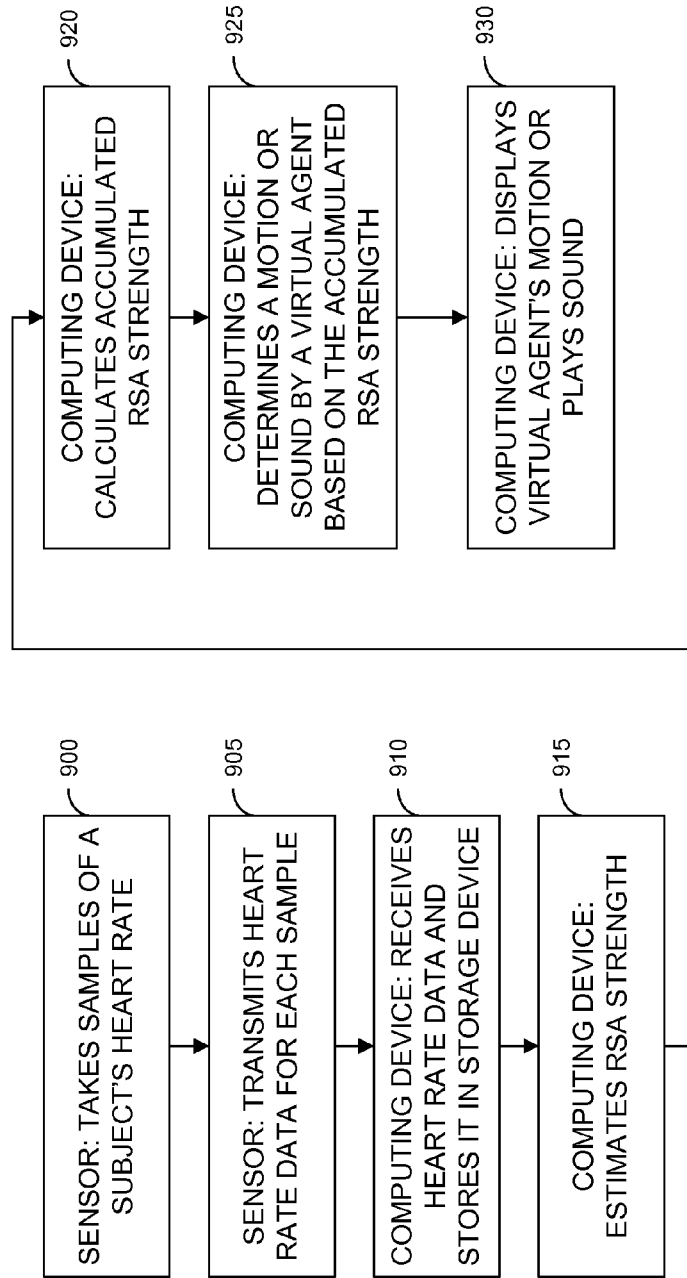 900
SENSOR: TAKES SAMPLES OF A
SUBJECT'S HEART RATE
905
SENSOR: TRANSMITS HEART
RATE DATA FOR EACH SAMPLE
910
COMPUTING DEVICE: RECEIVES
HEART RATE DATA AND
STORES IT IN STORAGE DEVICE
915
COMPUTING DEVICE:
ESTIMATES RSA STRENGTH
920
COMPUTING DEVICE:
CALCULATES ACCUMULATED
RSA STRENGTH
925
COMPUTING DEVICE:
DETERMINES A MOTION OR
SOUND BY A VIRTUAL AGENT
BASED ON THE ACCUMULATED
RSA STRENGTH
930
COMPUTING DEVICE: DISPLAYS
VIRTUAL AGENT'S MOTION OR
PLAYS SOUND